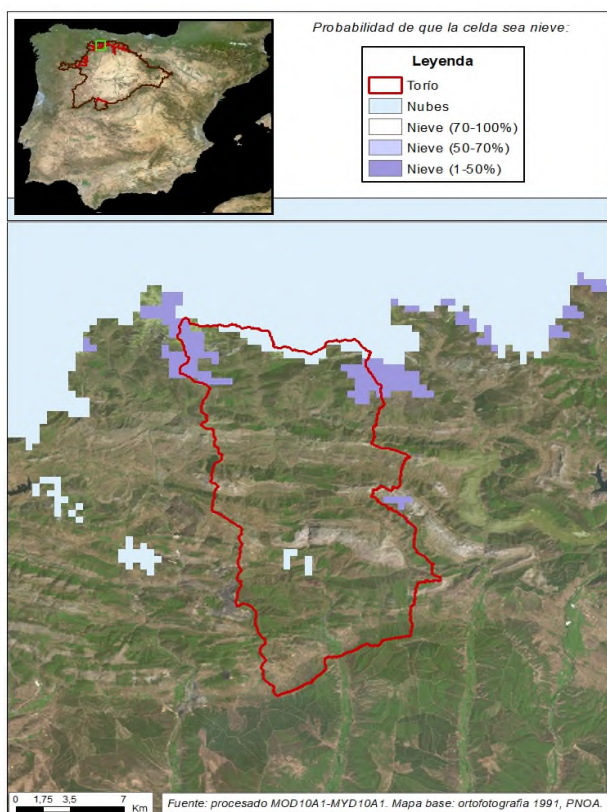 Probabilidad de que la celda sea nieve:
Leyenda
Torío
Nubes
Nieve (70-100%)
Nieve (50-70%)
Nieve (1-50%)
0 1,75 3,5 7
Km
Fuente: procesado MOD10A1-MYD10A1. Mapa base: ortofotografia 1991, PNOA